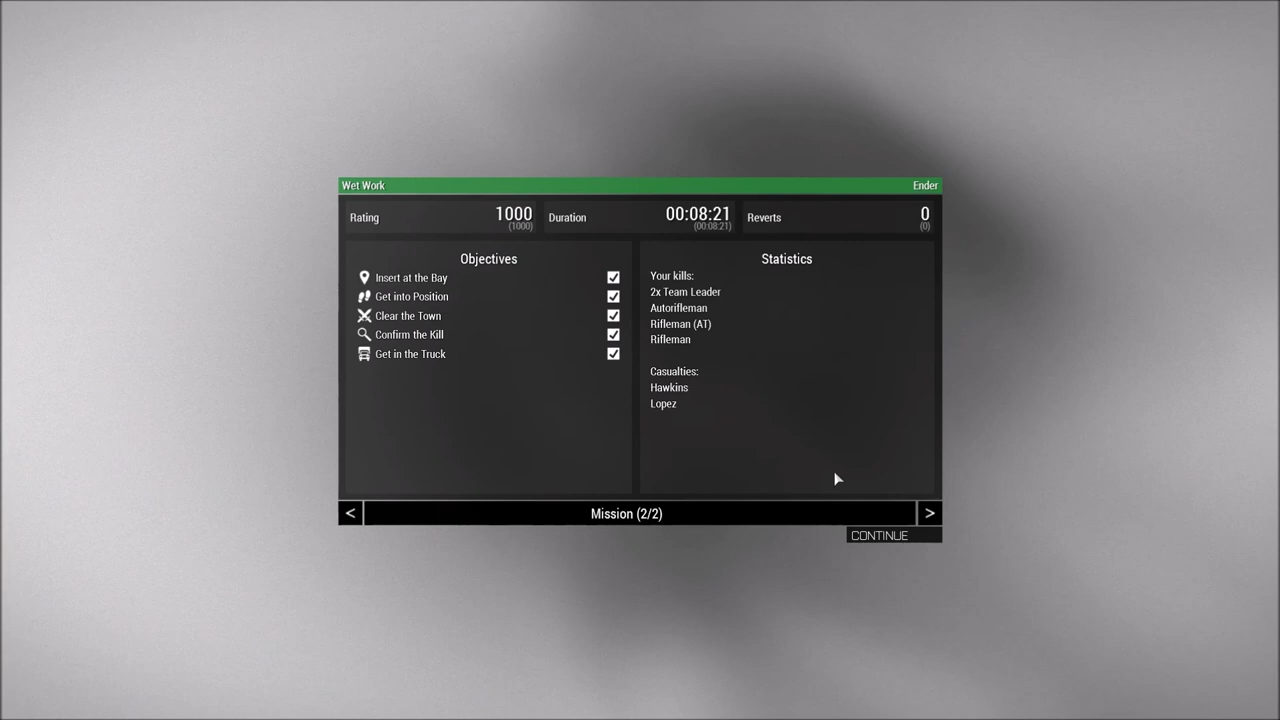 Wet Work Ender
Rating 1000 Duration 00:08:21 Reverts 0
(1000) (00:08:21) (0)
Objectives
Insert at the Bay
Get into Position
Clear the Town
Confirm the Kill
Get in the Truck
Statistics
Your kills:
2x Team Leader
Autorifleman
Rifleman (AT)
Rifleman
Casualties:
Hawkins
Lopez
< Mission (2/2) >
CONTINUE